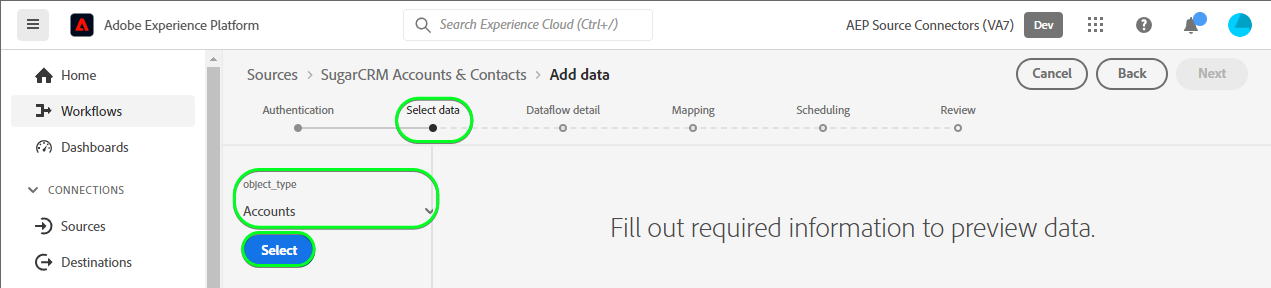 Adobe Experience Platform
Search Experience Cloud (Ctrl+/)
AEP Source Connectors (VA7)
Dev
Home
Workflows
Dashboards
CONNECTIONS
Sources
Destinations
Sources > SugarCRM Accounts & Contacts > Add data
Cancel
Back
Next
Authentication
Select data
Dataflow detail
Mapping
Scheduling
Review
object_type
Accounts
Select
Fill out required information to preview data.